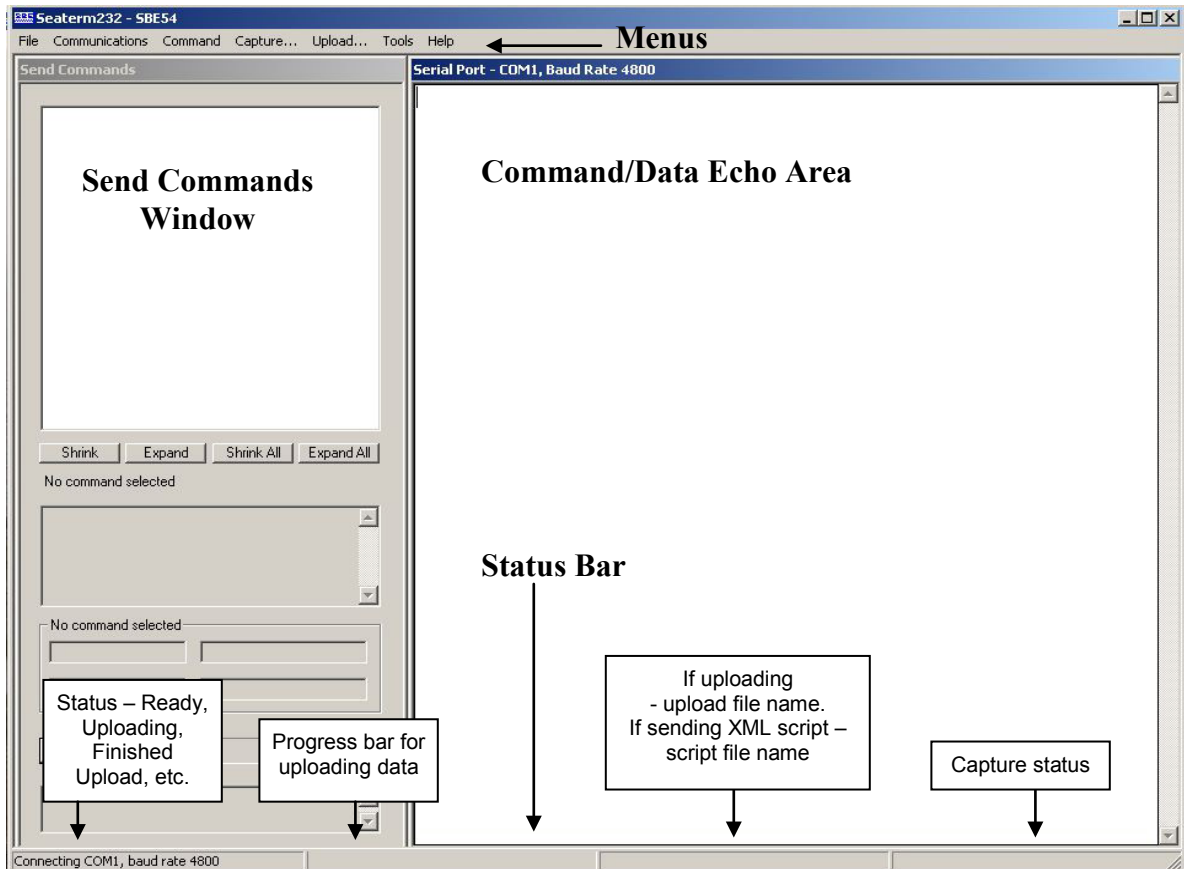 Seaterm232 - SBE54
File Communications Command Capture... Upload... Tools Help
Menus
Send Commands
Serial Port - COM1, Baud Rate 4800
Send Commands
Window
Command/Data Echo Area
Shrink Expand Shrink All Expand All
No command selected
Status Bar
No command selected
Status – Ready,
Uploading,
Finished
Upload, etc.
Progress bar for
uploading data
If uploading
- upload file name.
If sending XML script –
script file name
Capture status
Connecting COM1, baud rate 4800